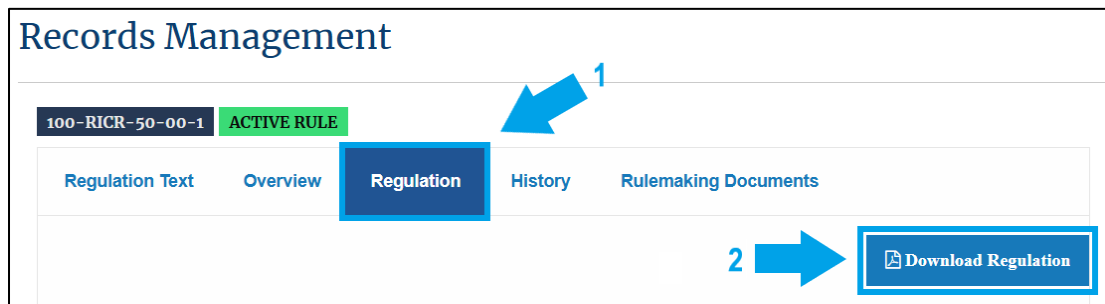 Records Management
1
100-RICR-50-00-1 ACTIVE RULE
Regulation Text Overview Regulation History Rulemaking Documents
2 Download Regulation